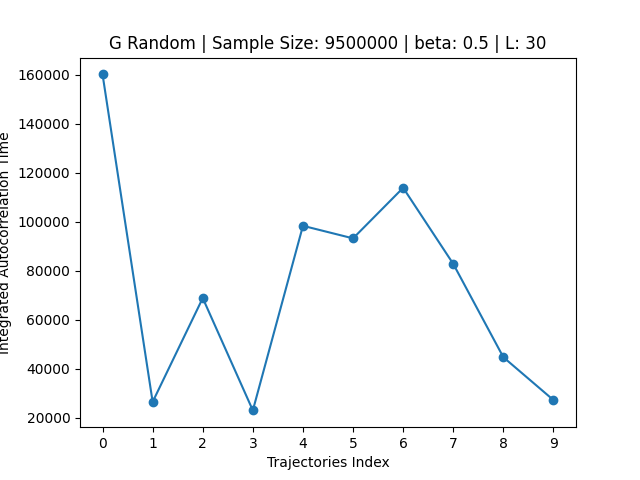 G Random | Sample Size: 9500000 | beta: 0.5 | L: 30
Integrated Autocorrelation Time
160000
140000
120000
100000
80000
60000
40000
20000
0 1 2 3 4 5 6 7 8 9
Trajectories Index